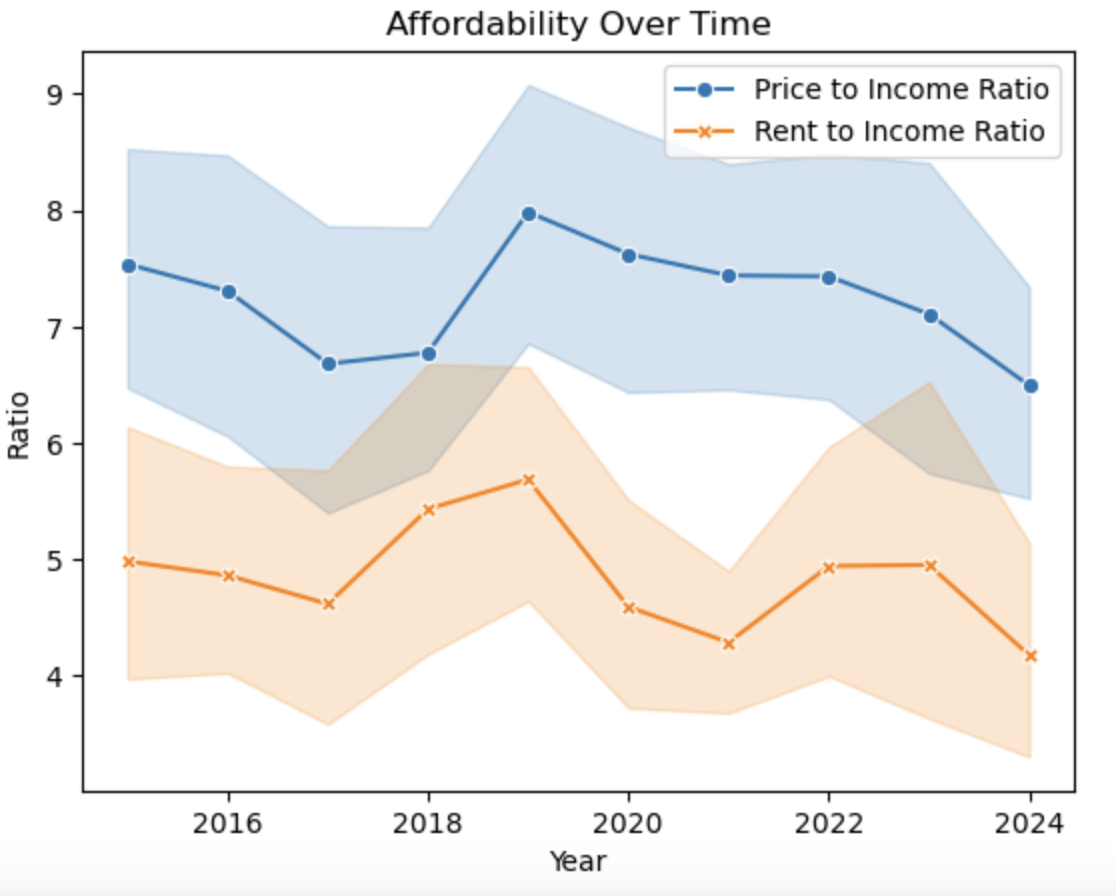 Affordability Over Time
Price to Income Ratio
Rent to Income Ratio
9
8
7
6
5
4
Ratio
2016 2018 2020 2022 2024
Year